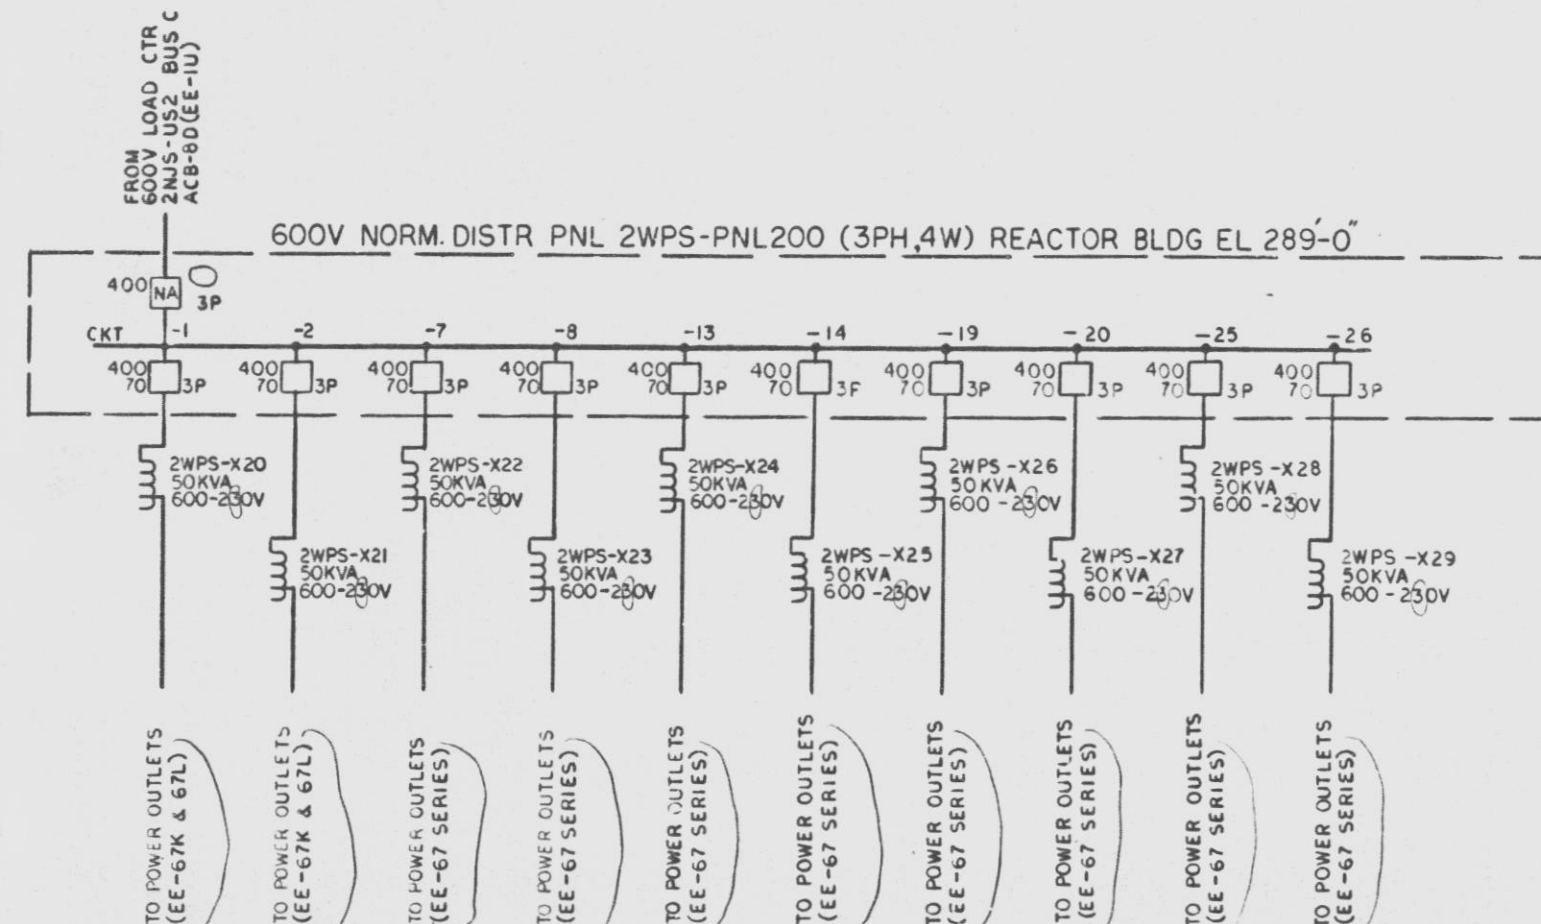 FROM
600V LOAD CTR
2NJS-US2 BUS C
ACB-8D(EE-1U)
600V NORM. DISTR PNL 2WPS-PNL200 (3PH,4W) REACTOR BLDG EL 289'-0"
400 NA 3P
CKT -1 -2 -7 -8 -13 -14 -19 -20 -25 -26
400 400 400 400 400 400 400 400 400 400
70 3P 70 3P 70 3P 70 3P 70 3P 70 3P 70 3P 70 3P 70 3P 70 3P
2WPS-X20
50KVA
600-230V
2WPS-X22
50KVA
600-230V
2WPS-X24
50KVA
600-230V
2WPS-X26
50KVA
600-230V
2WPS-X28
50KVA
600-230V
2WPS-X21
50KVA
600-230V
2WPS-X23
50KVA
600-230V
2WPS-X25
50KVA
600-230V
2WPS-X27
50KVA
600-230V
2WPS-X29
50KVA
600-230V
TO POWER OUTLETS
(EE-67K & 67L)
TO POWER OUTLETS
(EE-67K & 67L)
TO POWER OUTLETS
(EE-67 SERIES)
TO POWER OUTLETS
(EE-67 SERIES)
TO POWER OUTLETS
(EE-67 SERIES)
TO POWER OUTLETS
(EE-67 SERIES)
TO POWER OUTLETS
(EE-67 SERIES)
TO POWER OUTLETS
(EE-67 SERIES)
TO POWER OUTLETS
(EE-67 SERIES)
TO POWER OUTLETS
(EE-67 SERIES)